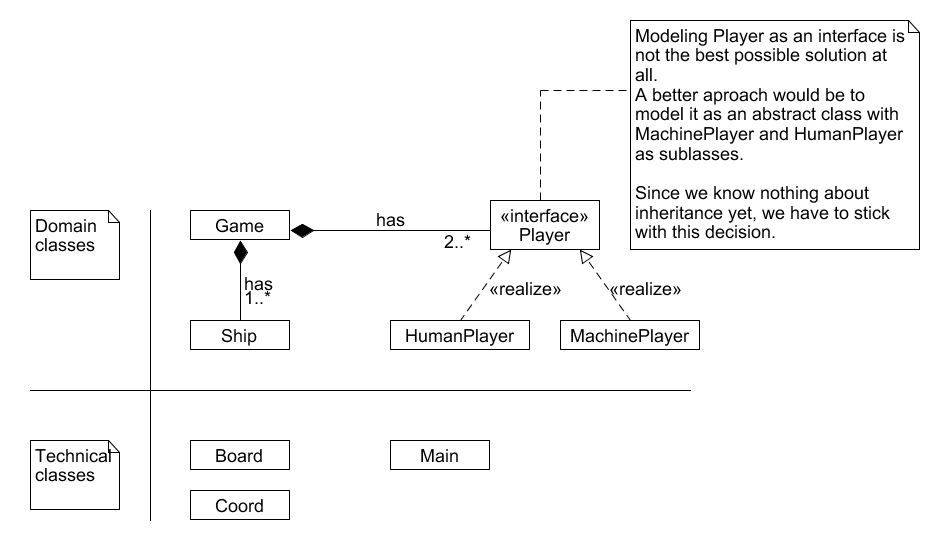 Modeling Player as an interface is
not the best possible solution at
all.
A better aproach would be to
model it as an abstract class with
MachinePlayer and HumanPlayer
as sublasses.
Since we know nothing about
inheritance yet, we have to stick
with this decision.
Domain
classes
Game
has
2..*
«interface»
Player
has
1..*
«realize»
«realize»
Ship
HumanPlayer
MachinePlayer
Technical
classes
Board
Main
Coord